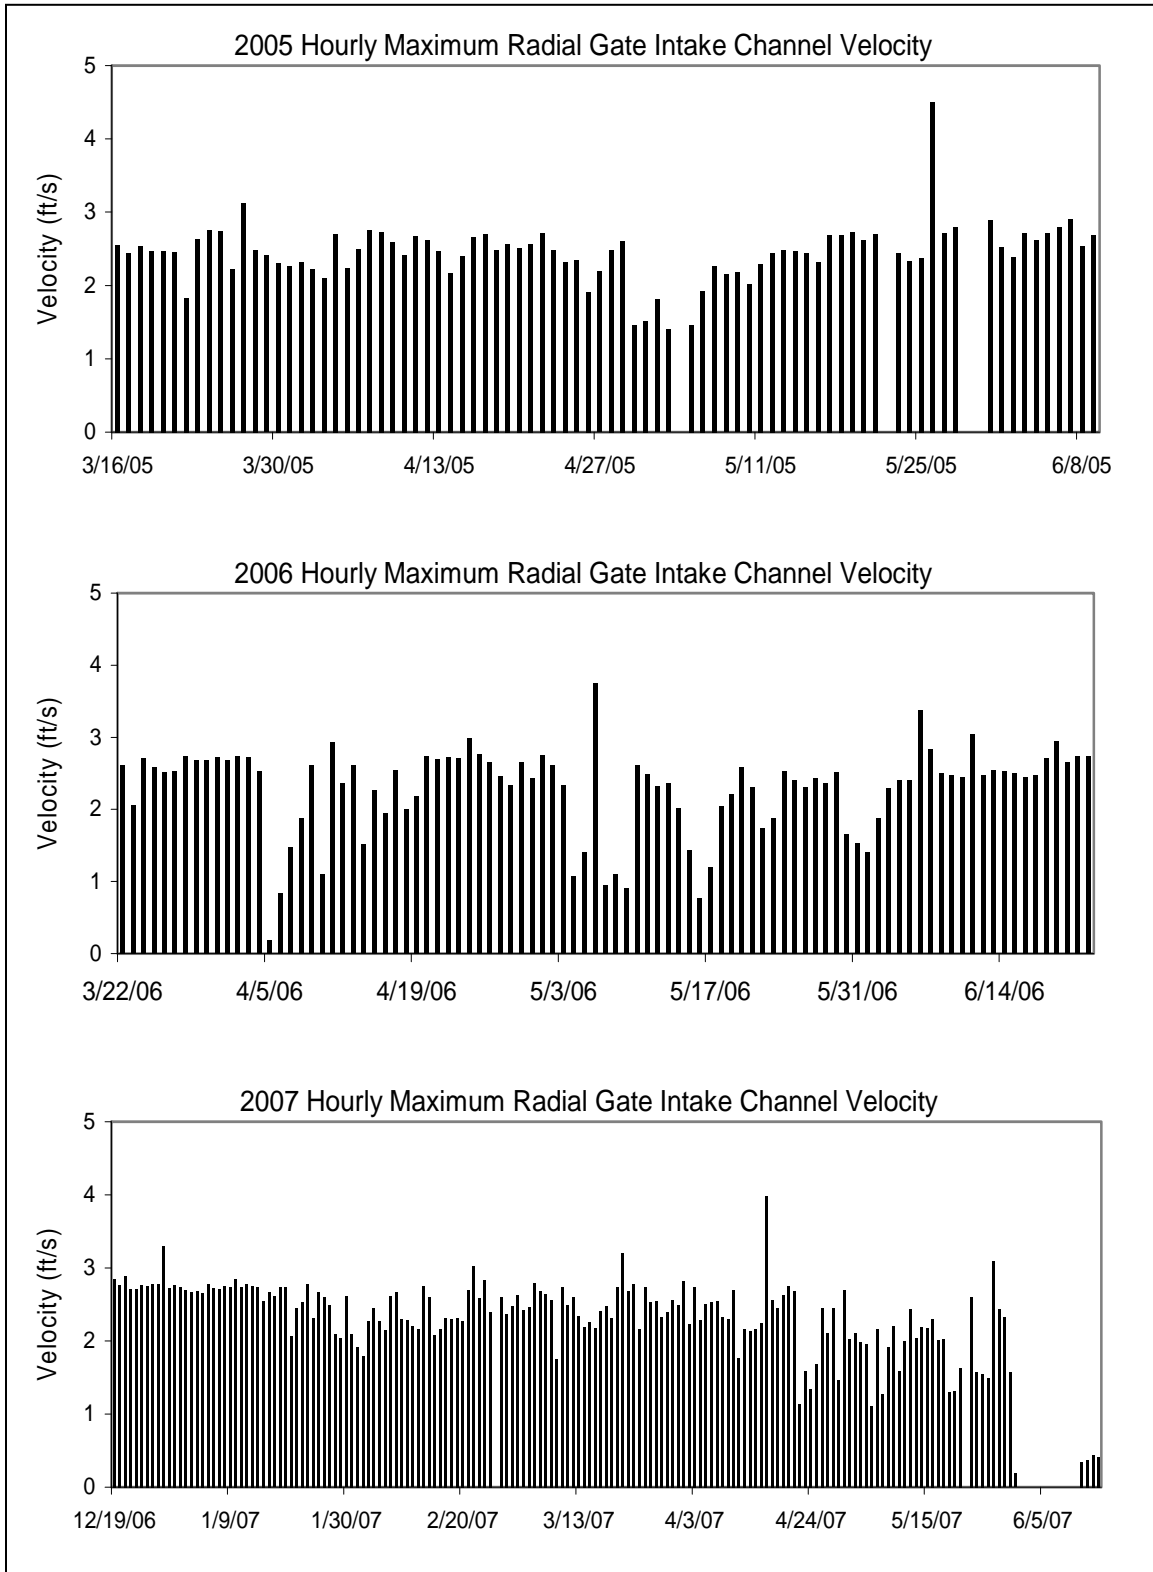 2005 Hourly Maximum Radial Gate Intake Channel Velocity
5
4
3
2
1
0
Velocity (ft/s)
3/16/05 3/30/05 4/13/05 4/27/05 5/11/05 5/25/05 6/8/05
2006 Hourly Maximum Radial Gate Intake Channel Velocity
5
4
3
2
1
0
Velocity (ft/s)
3/22/06 4/5/06 4/19/06 5/3/06 5/17/06 5/31/06 6/14/06
2007 Hourly Maximum Radial Gate Intake Channel Velocity
5
4
3
2
1
0
Velocity (ft/s)
12/19/06 1/9/07 1/30/07 2/20/07 3/13/07 4/3/07 4/24/07 5/15/07 6/5/07